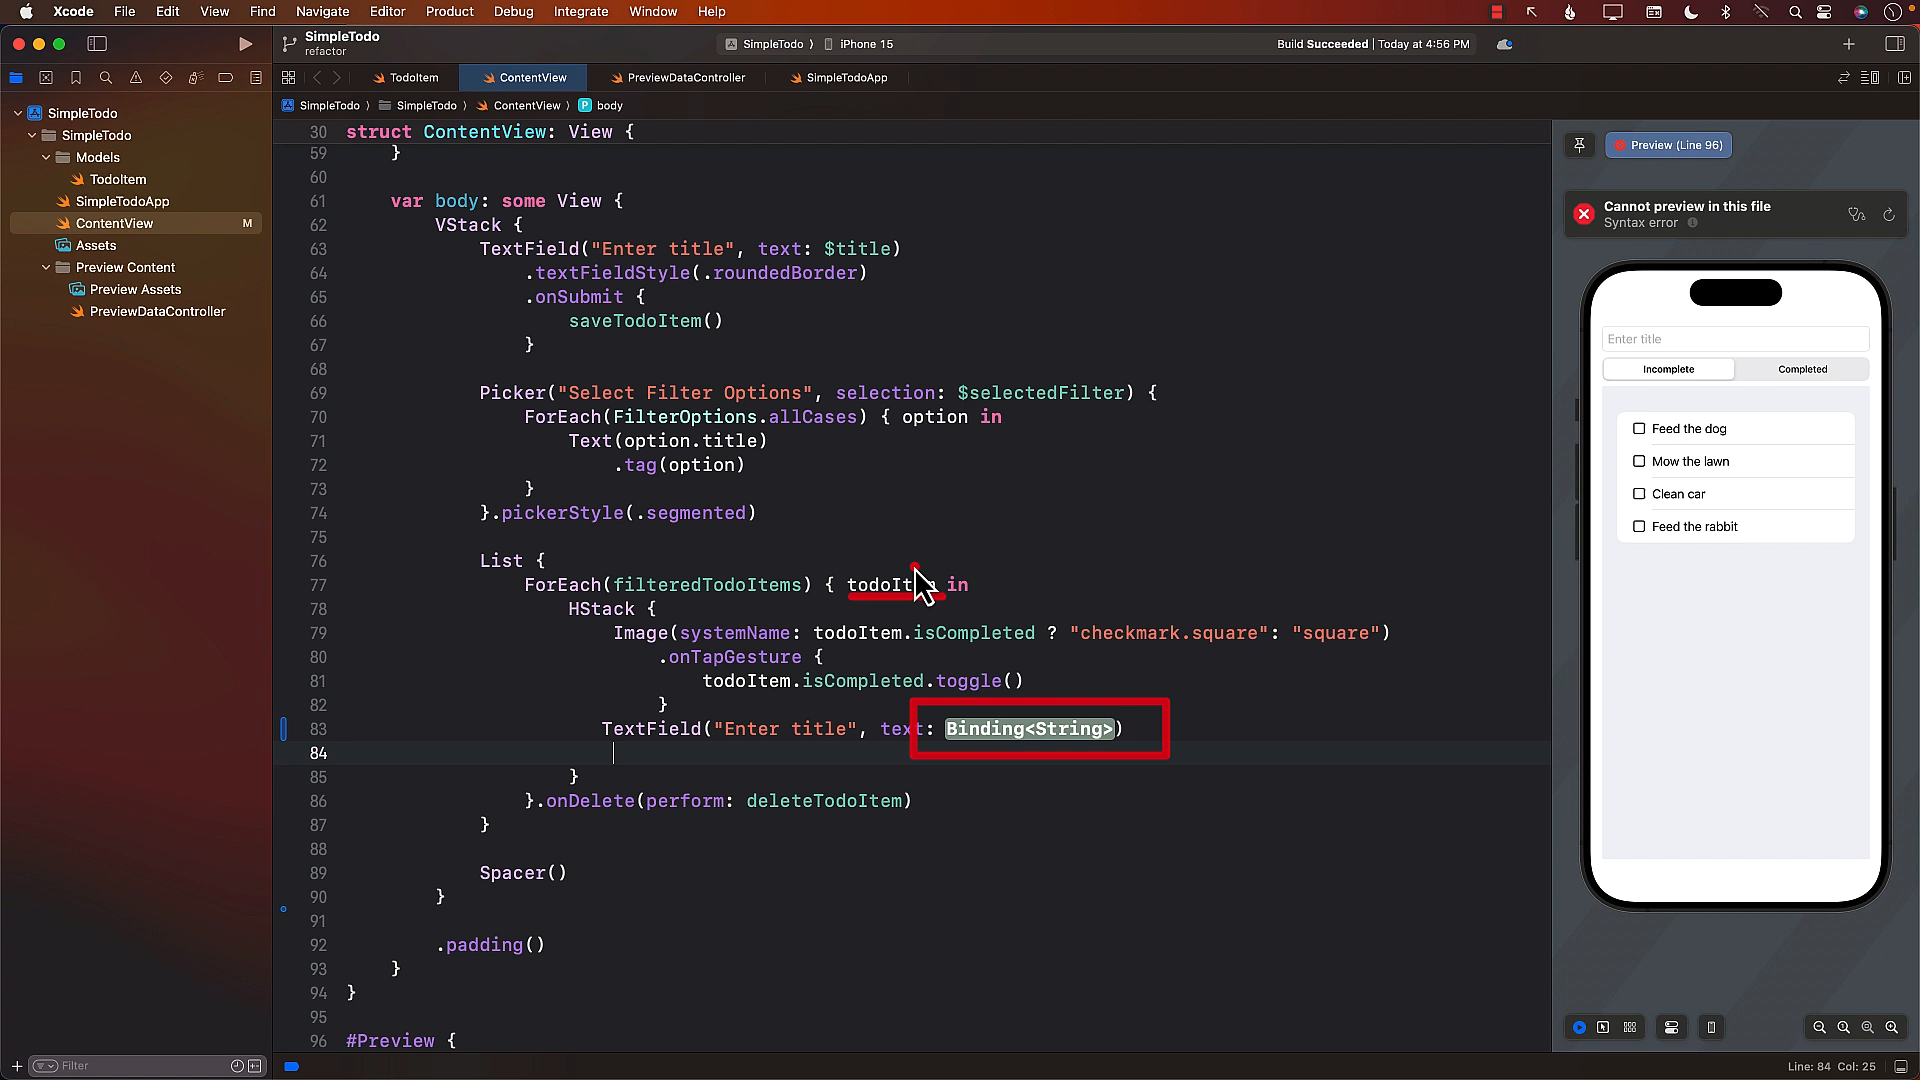 Xcode File Edit View Find Navigate Editor Product Debug Integrate Window Help
SimpleTodo
refactor
SimpleTodo ⟩ iPhone 15
Build Succeeded | Today at 4:56 PM
TodoItem ContentView PreviewDataController SimpleTodoApp
SimpleTodo ⟩ SimpleTodo ⟩ ContentView ⟩ P body
SimpleTodo
SimpleTodo
Models
TodoItem
SimpleTodoApp
ContentView M
Assets
Preview Content
Preview Assets
PreviewDataController
Filter
30 struct ContentView: View {
59 }
60
61 var body: some View {
62 VStack {
63 TextField("Enter title", text: $title)
64 .textFieldStyle(.roundedBorder)
65 .onSubmit {
66 saveTodoItem()
67 }
68
69 Picker("Select Filter Options", selection: $selectedFilter) {
70 ForEach(FilterOptions.allCases) { option in
71 Text(option.title)
72 .tag(option)
73 }
74 }.pickerStyle(.segmented)
75
76 List {
77 ForEach(filteredTodoItems) { todoIt in
78 HStack {
79 Image(systemName: todoItem.isCompleted ? "checkmark.square": "square")
80 .onTapGesture {
81 todoItem.isCompleted.toggle()
82 }
83 TextField("Enter title", text: Binding<String>)
84
85 }
86 }.onDelete(perform: deleteTodoItem)
87 }
88
89 Spacer()
90 }
91
92 .padding()
93 }
94 }
95
96 #Preview {
Preview (Line 96)
Cannot preview in this file
Syntax error
Enter title
Incomplete Completed
Feed the dog
Mow the lawn
Clean car
Feed the rabbit
Line: 84 Col: 25